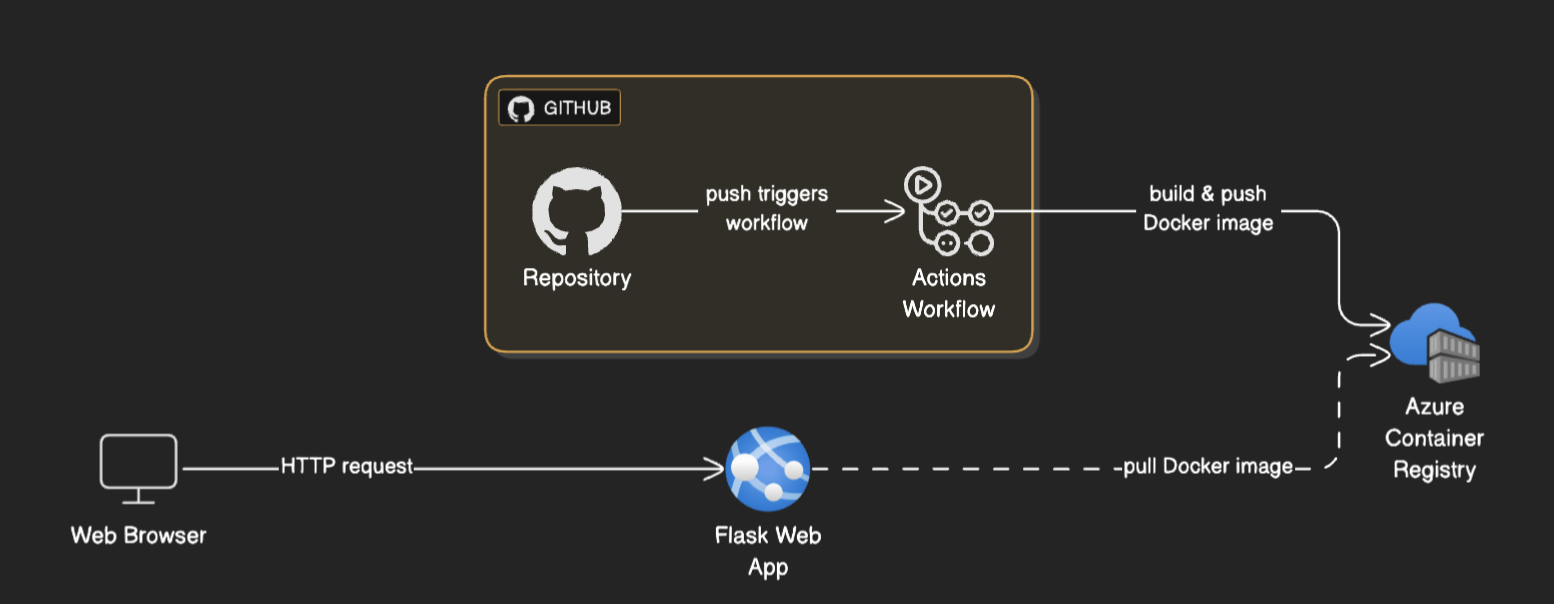 GITHUB
push triggers
workflow
Repository
Actions
Workflow
build & push
Docker image
Azure
Container
Registry
HTTP request
pull Docker image
Web Browser
Flask Web
App